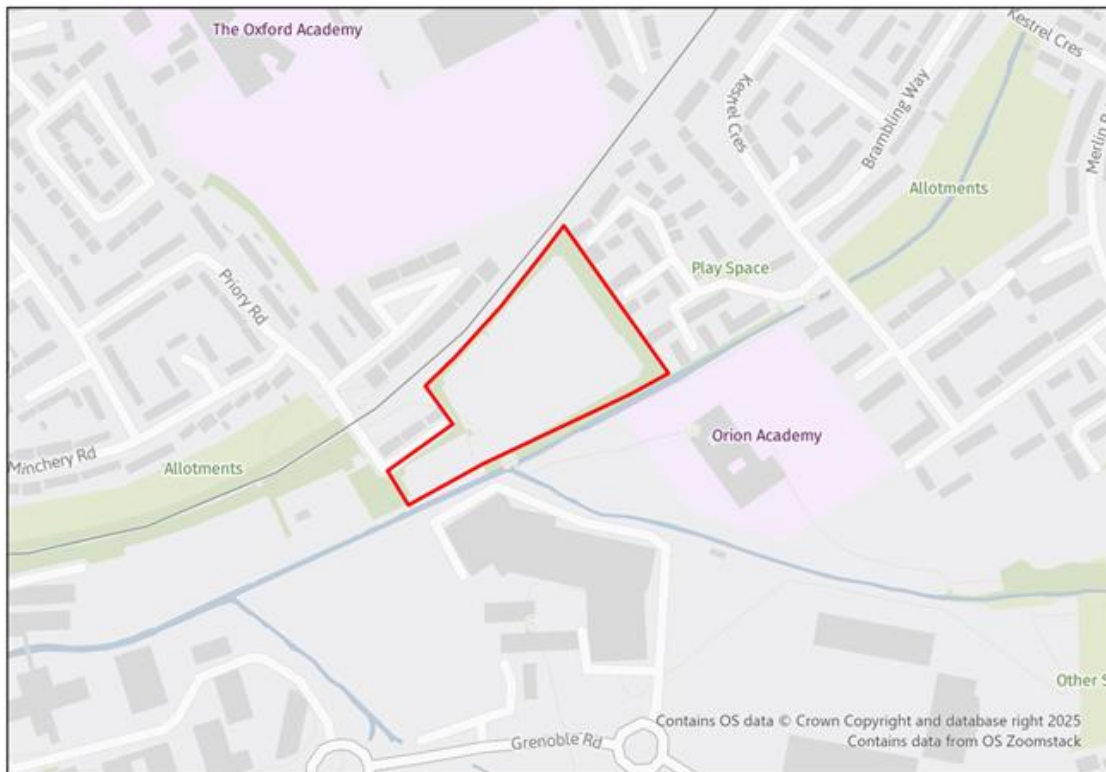 The Oxford Academy
Kestrel Cres
Kestrel Cres
Brambling Way
Allotments
Play Space
Priory Rd
Orion Academy
Minchery Rd
Allotments
Other S
Contains OS data © Crown Copyright and database right 2025
Contains data from OS Zoomstack
Grenoble Rd